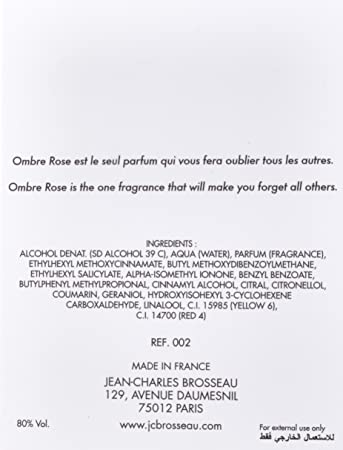 Ombre Rose est le seul parfum qui vous fera oublier tous les autres.
Ombre Rose is the one fragrance that will make you forget all others.
INGREDIENTS :
ALCOHOL DENAT. (SD ALCOHOL 39 C), AQUA (WATER), PARFUM (FRAGRANCE),
ETHYLHEXYL METHOXYCINNAMATE, BUTYL METHOXYDIBENZOYLMETHANE,
ETHYLHEXYL SALICYLATE, ALPHA-ISOMETHYL IONONE, BENZYL BENZOATE,
BUTYLPHENYL METHYLPROPIONAL, CINNAMYL ALCOHOL, CITRAL, CITRONELLOL,
COUMARIN, GERANIOL, HYDROXYISOHEXYL 3-CYCLOHEXENE
CARBOXALDEHYDE, LINALOOL, C.I. 15985 (YELLOW 6),
C.I. 14700 (RED 4)
REF. 002
MADE IN FRANCE
JEAN-CHARLES BROSSEAU
129, AVENUE DAUMESNIL
75012 PARIS
www.jcbrosseau.com
80% Vol.
For external use only
للاستعمال الخارجي فقط